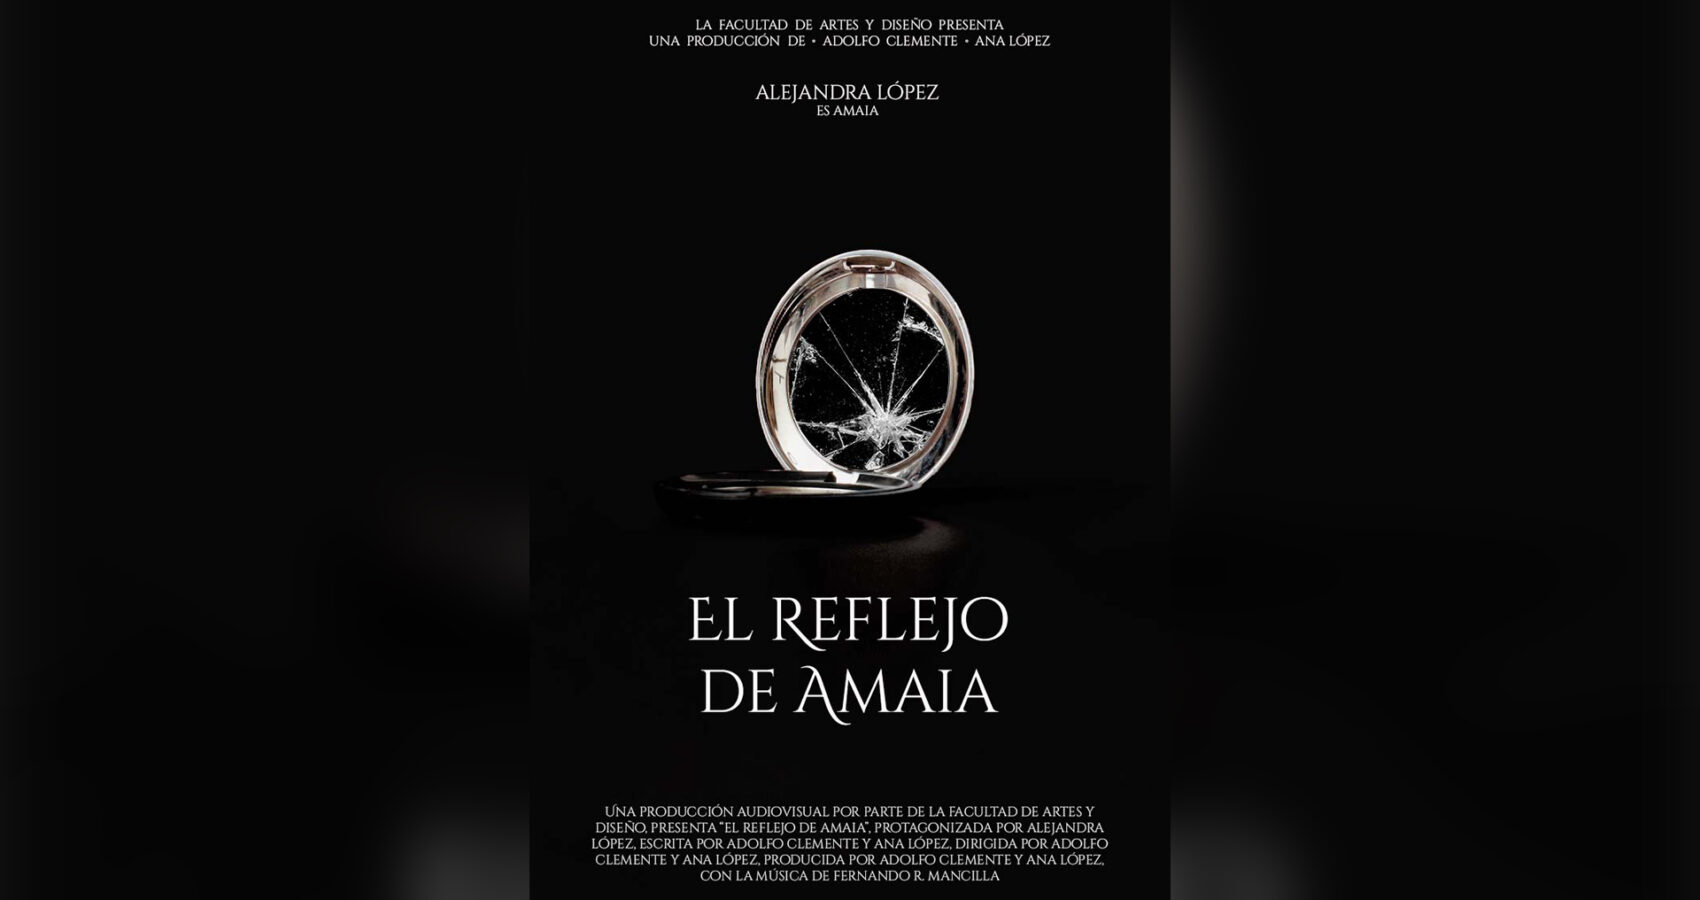 LA FACULTAD DE ARTES Y DISEÑO PRESENTA
UNA PRODUCCIÓN DE • ADOLFO CLEMENTE • ANA LÓPEZ
ALEJANDRA LÓPEZ
ES AMAIA
EL REFLEJO
DE AMAIA
UNA PRODUCCIÓN AUDIOVISUAL POR PARTE DE LA FACULTAD DE ARTES Y
DISEÑO, PRESENTA "EL REFLEJO DE AMAIA", PROTAGONIZADA POR ALEJANDRA
LÓPEZ, ESCRITA POR ADOLFO CLEMENTE Y ANA LÓPEZ, DIRIGIDA POR ADOLFO
CLEMENTE Y ANA LÓPEZ, PRODUCIDA POR ADOLFO CLEMENTE Y ANA LÓPEZ,
CON LA MÚSICA DE FERNANDO R. MANCILLA